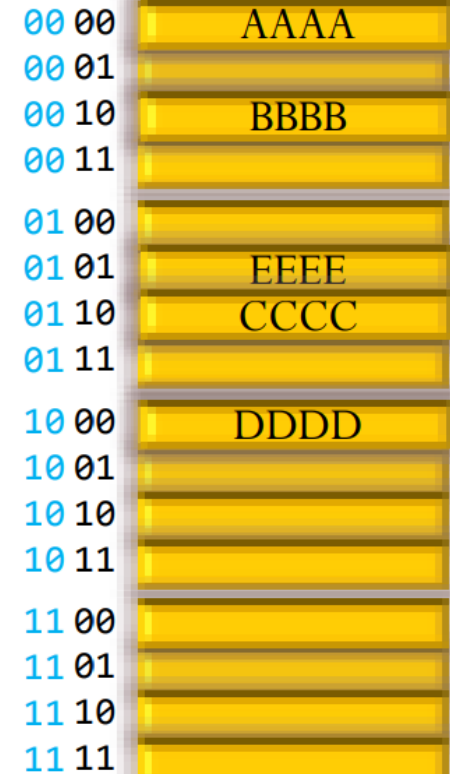 00 00 AAAA
00 01
00 10 BBBB
00 11
01 00
01 01 EEEE
01 10 CCCC
01 11
10 00 DDDD
10 01
10 10
10 11
11 00
11 01
11 10
11 11